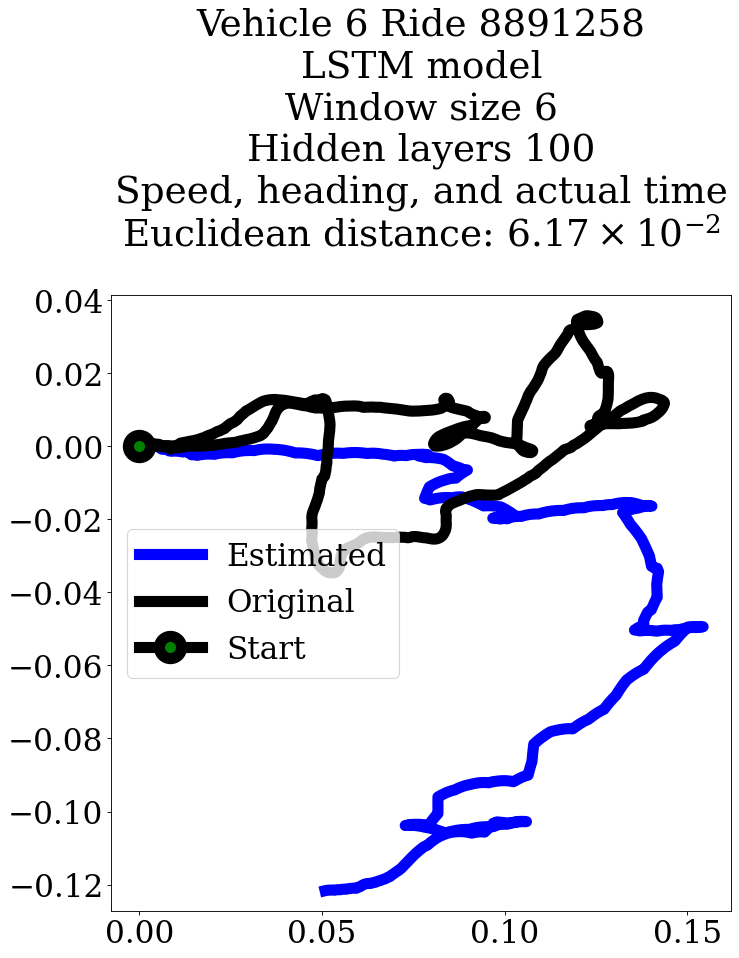 Vehicle 6 Ride 8891258
LSTM model
Window size 6
Hidden layers 100
Speed, heading, and actual time
Euclidean distance: 6.17 × 10⁻²
0.04
0.02
0.00
−0.02
−0.04
−0.06
−0.08
−0.10
−0.12
Estimated
Original
Start
0.00 0.05 0.10 0.15